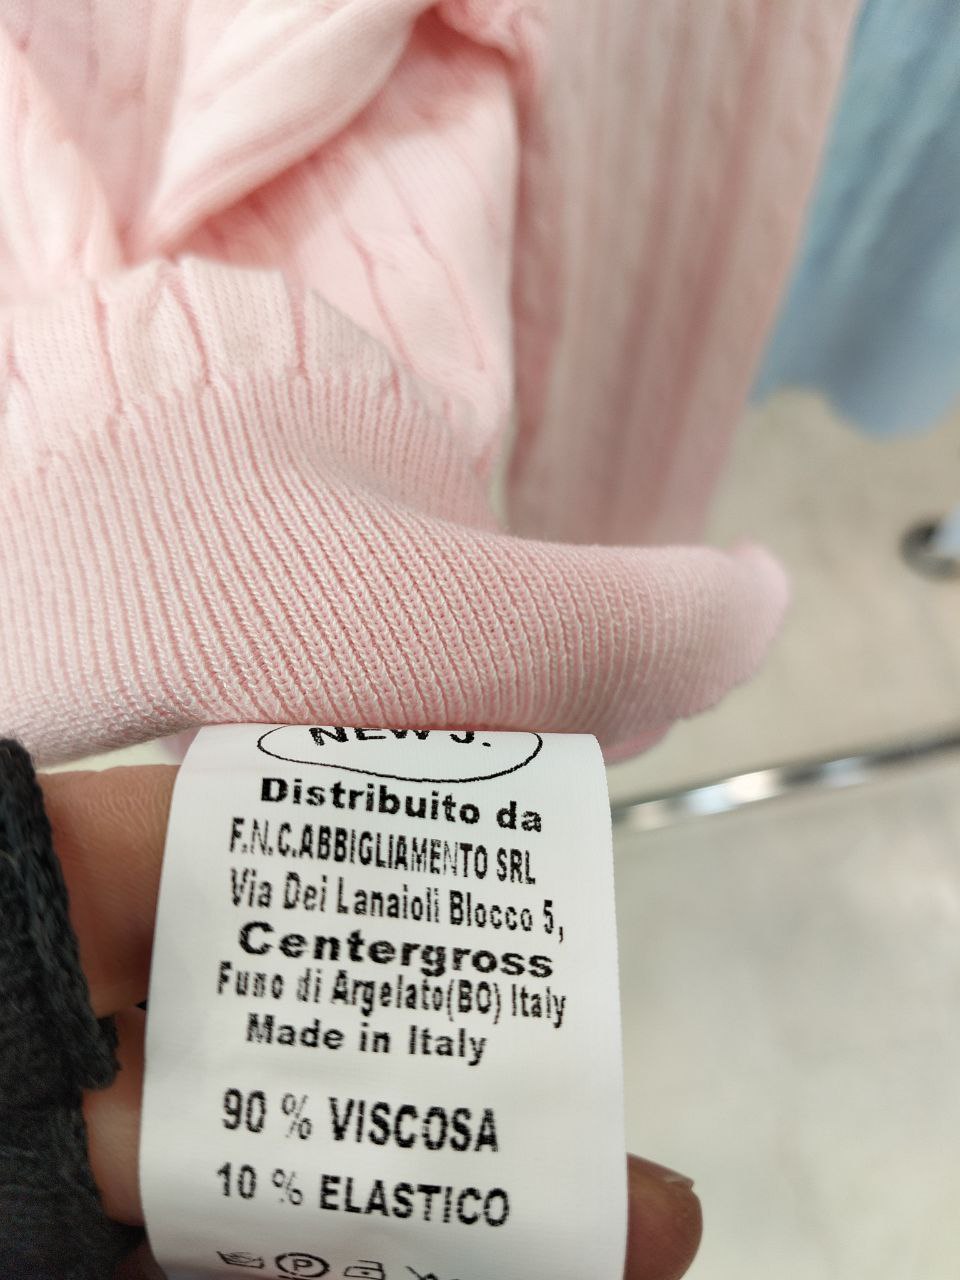 NEW J.
Distribuito da
F.N.C.ABBIGLIAMENTO SRL
Via Dei Lanaioli Blocco 5,
Centergross
Funo di Argelato(BO) Italy
Made in Italy
90 % VISCOSA
10 % ELASTICO
P